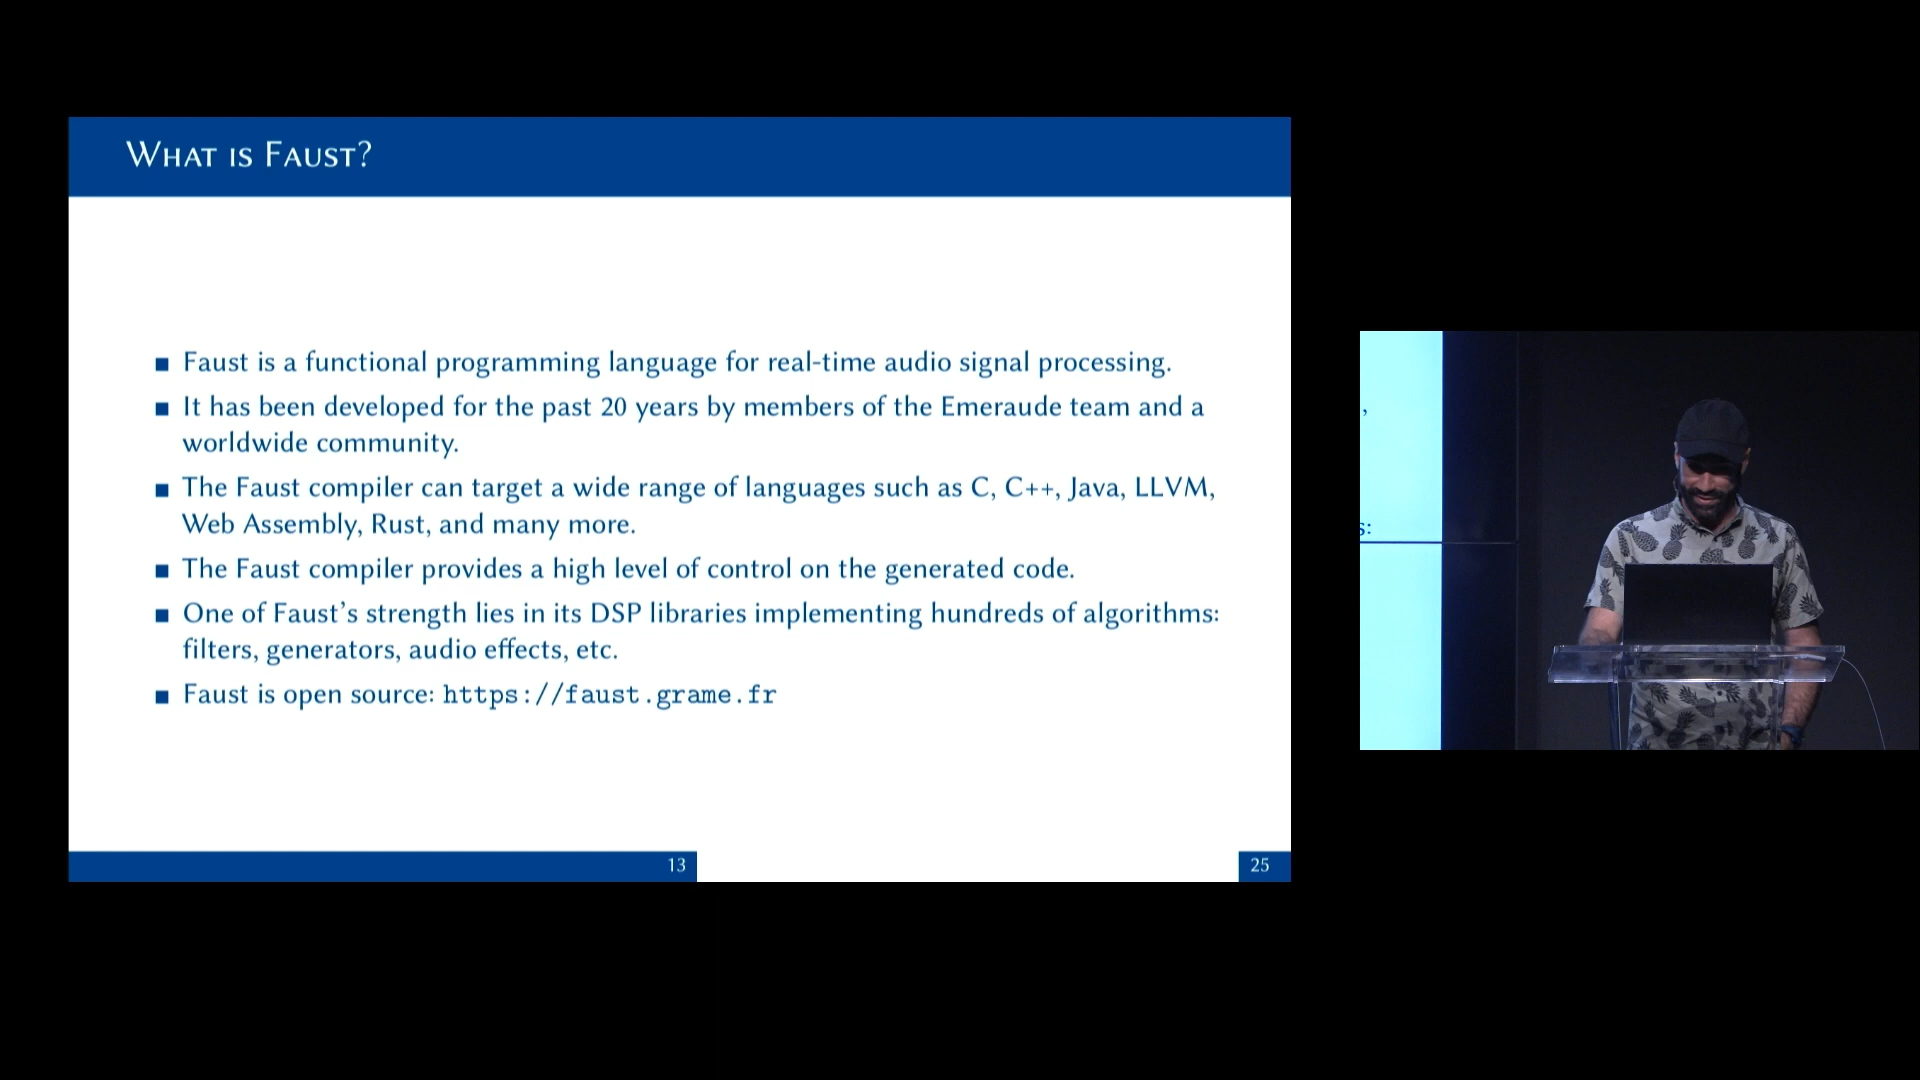 What is Faust?
■ Faust is a functional programming language for real-time audio signal processing.
■ It has been developed for the past 20 years by members of the Emeraude team and a
worldwide community.
■ The Faust compiler can target a wide range of languages such as C, C++, Java, LLVM,
Web Assembly, Rust, and many more.
■ The Faust compiler provides a high level of control on the generated code.
■ One of Faust's strength lies in its DSP libraries implementing hundreds of algorithms:
filters, generators, audio effects, etc.
■ Faust is open source: https://faust.grame.fr
13
25
,
s: